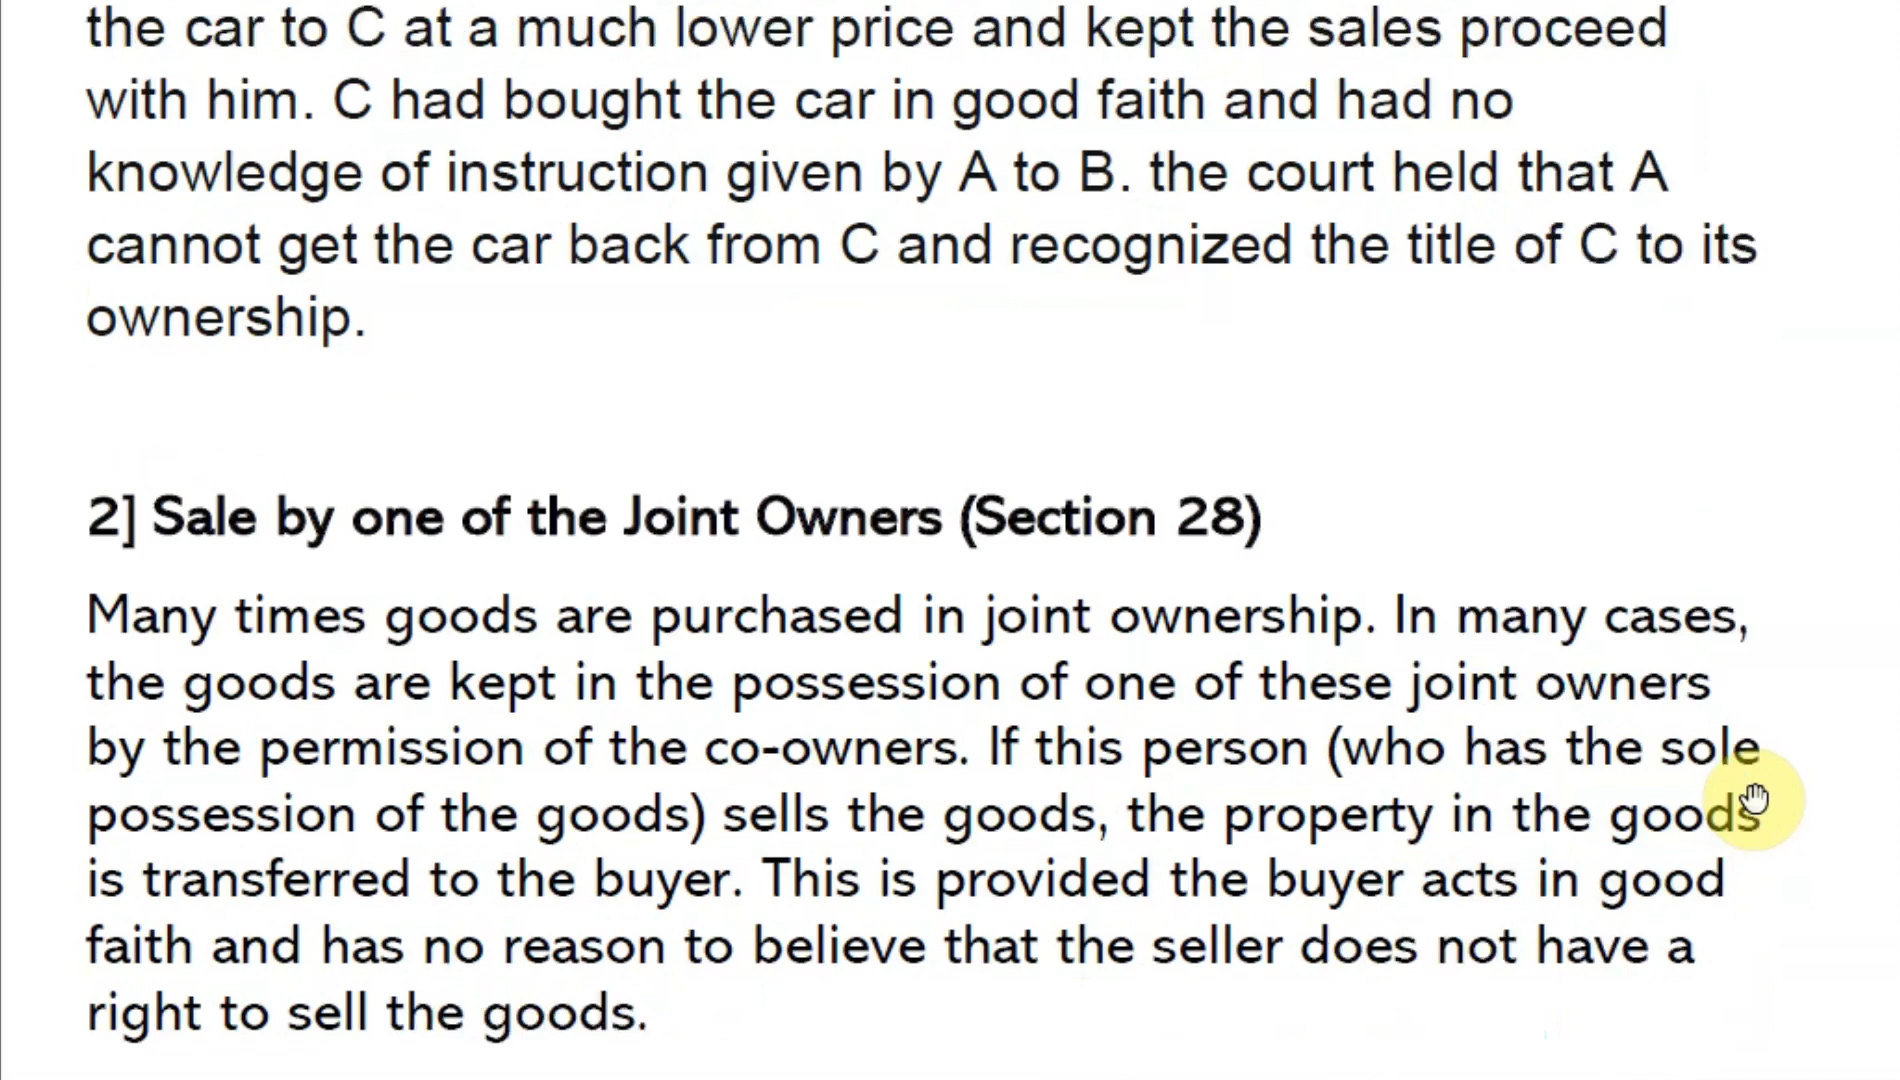 the car to C at a much lower price and kept the sales proceed
with him. C had bought the car in good faith and had no
knowledge of instruction given by A to B. the court held that A
cannot get the car back from C and recognized the title of C to its
ownership.
2] Sale by one of the Joint Owners (Section 28)
Many times goods are purchased in joint ownership. In many cases,
the goods are kept in the possession of one of these joint owners
by the permission of the co-owners. If this person (who has the sole
possession of the goods) sells the goods, the property in the goods
is transferred to the buyer. This is provided the buyer acts in good
faith and has no reason to believe that the seller does not have a
right to sell the goods.